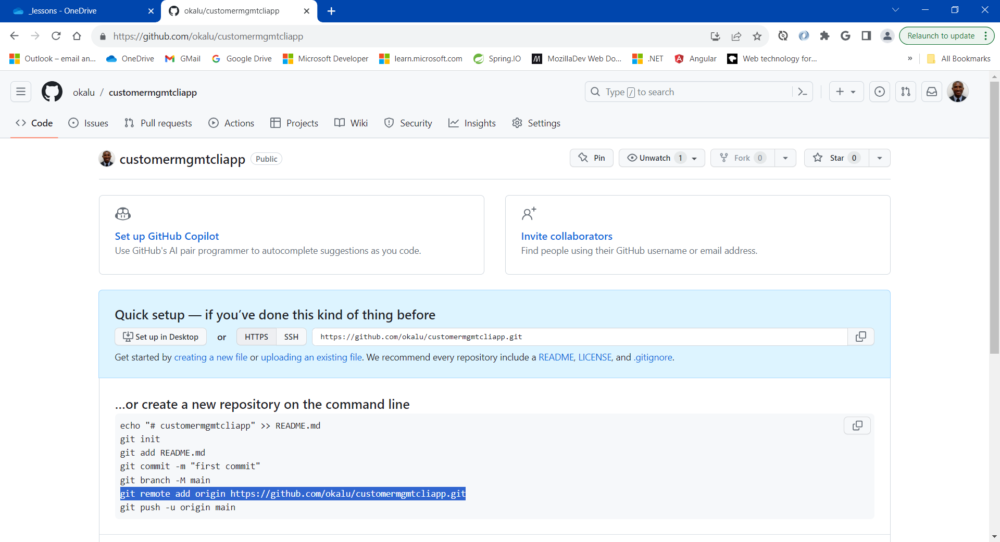 _lessons - OneDrive
okalu/customermgmtcliapp
https://github.com/okalu/customermgmtcliapp
Relaunch to update
Outlook – email an...
OneDrive
GMail
Google Drive
Microsoft Developer
learn.microsoft.com
Spring.IO
MozillaDev Web Do...
.NET
Angular
Web technology for...
»
All Bookmarks
okalu / customermgmtcliapp
Type / to search
Code
Issues
Pull requests
Actions
Projects
Wiki
Security
Insights
Settings
customermgmtcliapp
Public
Pin
Unwatch 1
Fork 0
Star 0
Set up GitHub Copilot
Use GitHub's AI pair programmer to autocomplete suggestions as you code.
Invite collaborators
Find people using their GitHub username or email address.
Quick setup — if you’ve done this kind of thing before
Set up in Desktop
or
HTTPS
SSH
https://github.com/okalu/customermgmtcliapp.git
Get started by creating a new file or uploading an existing file. We recommend every repository include a README, LICENSE, and .gitignore.
…or create a new repository on the command line
echo "# customermgmtcliapp" >> README.md
git init
git add README.md
git commit -m "first commit"
git branch -M main
git remote add origin https://github.com/okalu/customermgmtcliapp.git
git push -u origin main